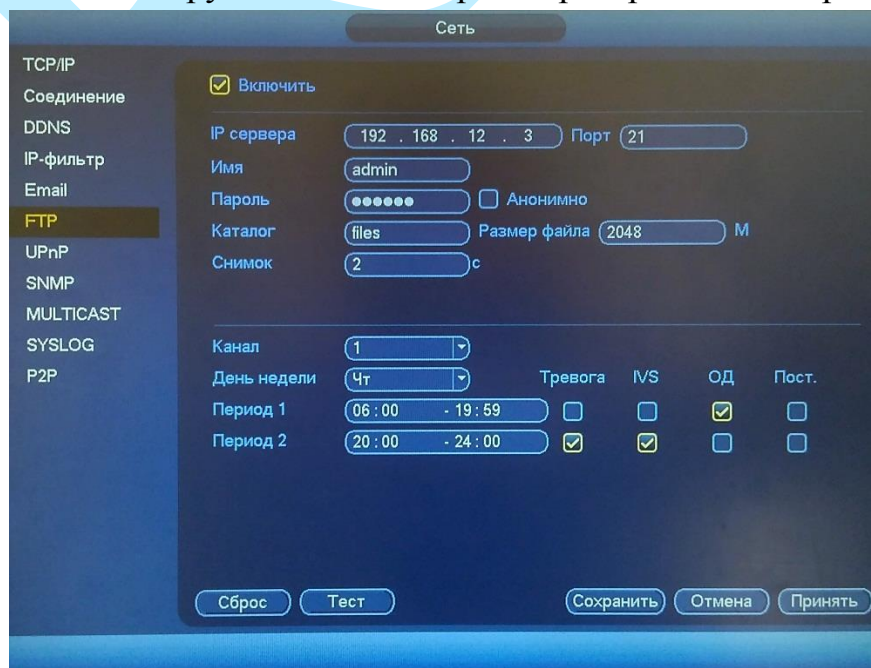 Сеть
TCP/IP
Соединение
DDNS
IP-фильтр
Email
FTP
UPnP
SNMP
MULTICAST
SYSLOG
P2P
Включить
IP сервера 192 . 168 . 12 . 3 Порт 21
Имя admin
Пароль ●●●●●● Анонимно
Каталог files Размер файла 2048 M
Снимок 2 с
Канал 1
День недели Чт Тревога IVS ОД Пост.
Период 1 06 : 00 - 19 : 59
Период 2 20 : 00 - 24 : 00
Сброс Тест Сохранить Отмена Принять